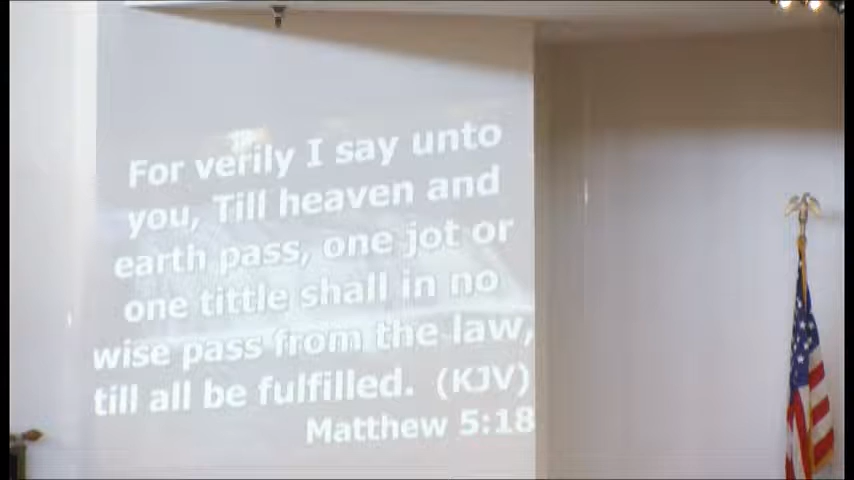 For verily I say unto
you, Till heaven and
earth pass, one jot or
one tittle shall in no
wise pass from the law,
till all be fulfilled. (KJV)
Matthew 5:18